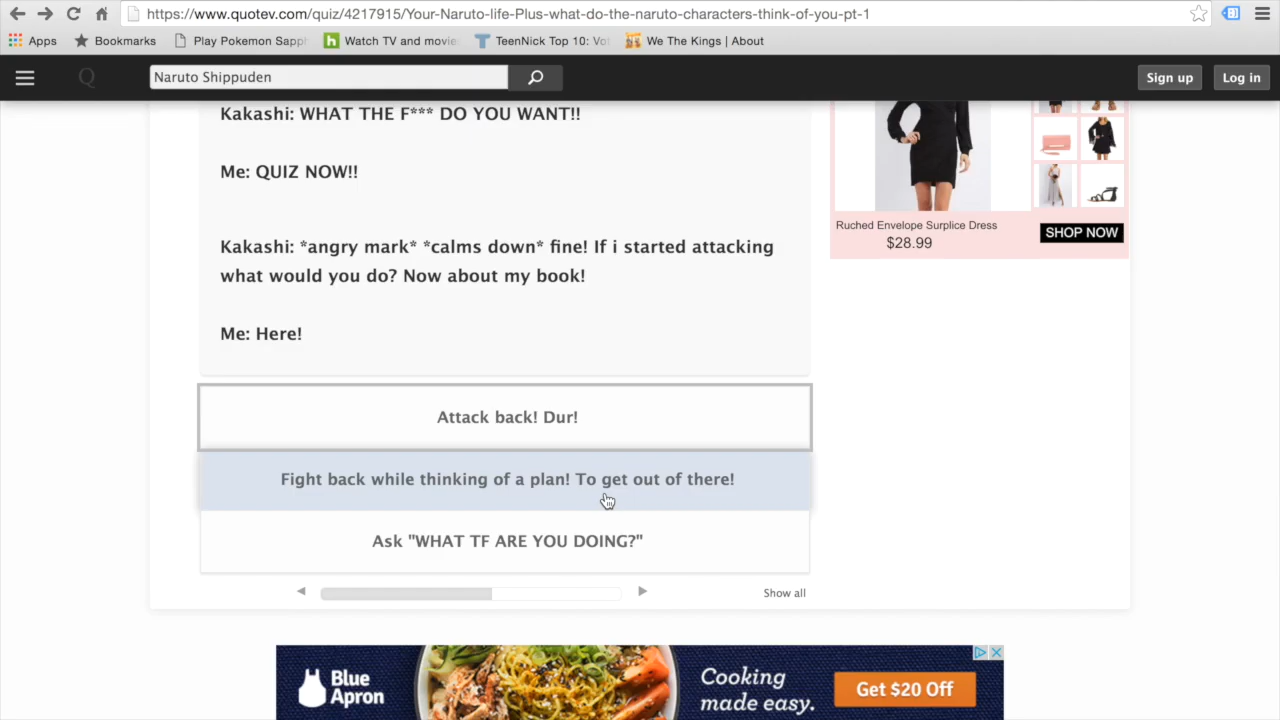 https://www.quotev.com/quiz/4217915/Your-Naruto-life-Plus-what-do-the-naruto-characters-think-of-you-pt-1
Apps Bookmarks Play Pokemon Sapp Watch TV and movie TeenNick Top 10: Vo We The Kings | About
Q Naruto Shippuden Sign up Log in
Kakashi: WHAT THE F*** DO YOU WANT!!
Me: QUIZ NOW!!
Kakashi: *angry mark* *calms down* fine! If i started attacking
what would you do? Now about my book!
Me: Here!
Ruched Envelope Surplice Dress
$28.99
SHOP NOW
Attack back! Dur!
Fight back while thinking of a plan! To get out of there!
Ask "WHAT TF ARE YOU DOING?"
Show all
Blue
Apron
Cooking
made easy.
Get $20 Off